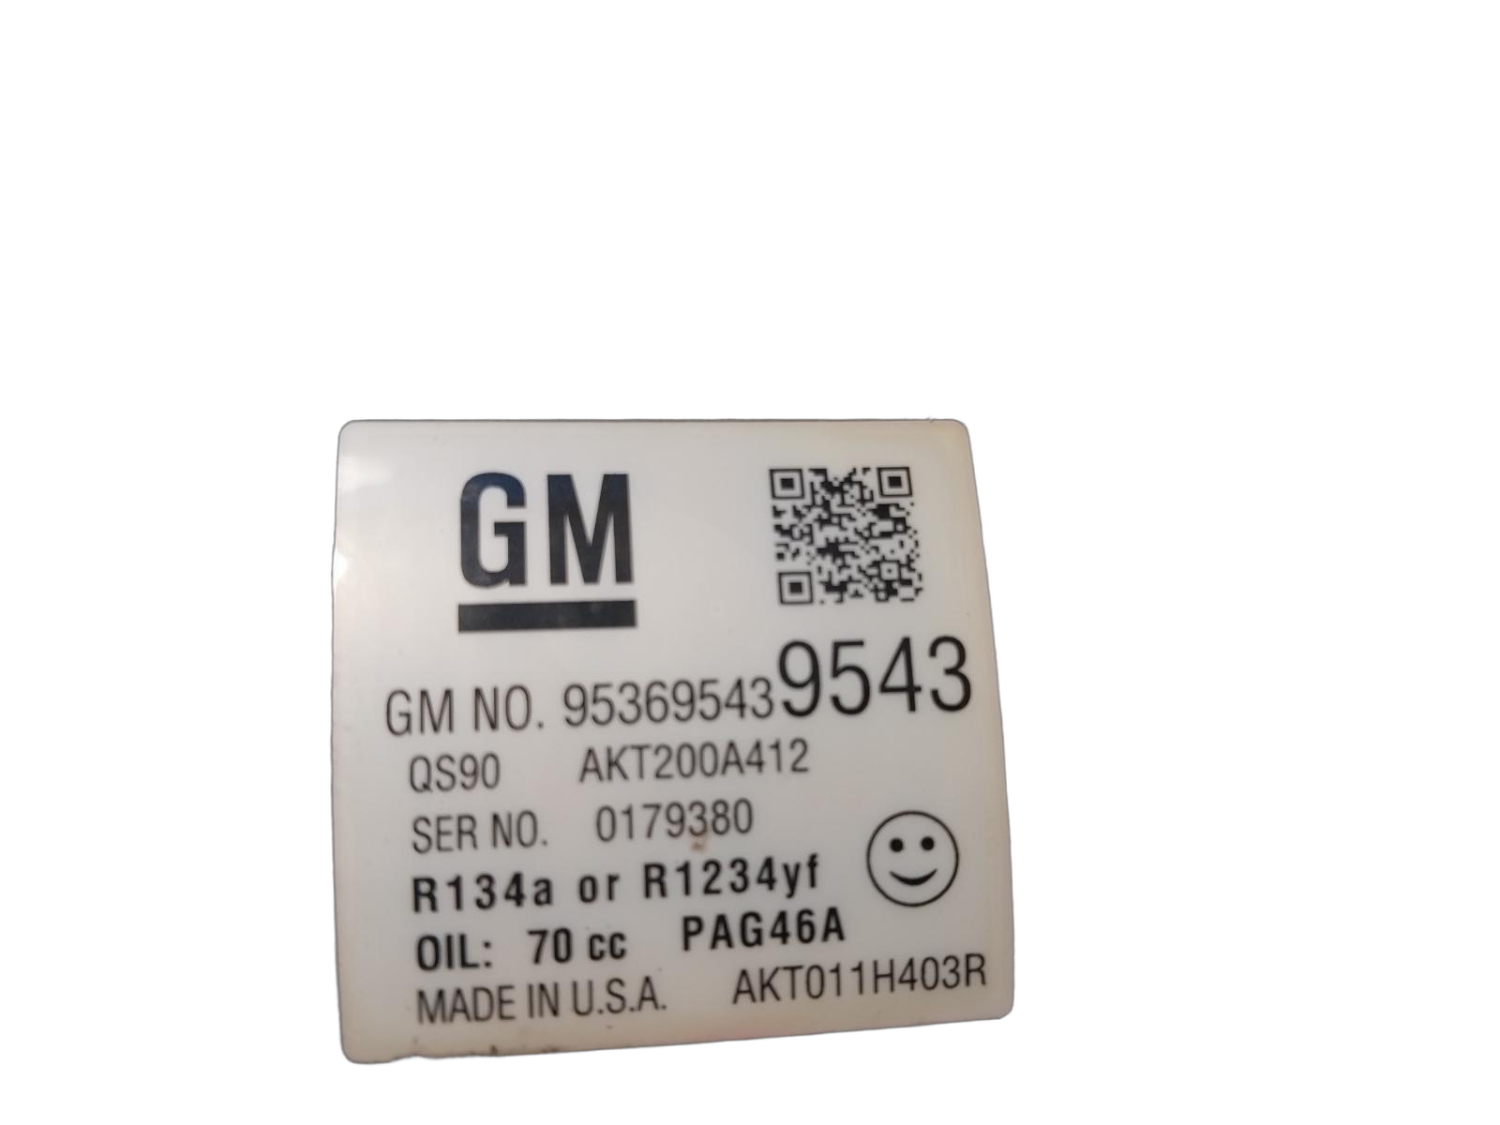 GM
GM NO. 95369543 9543
QS90 AKT200A412
SER NO. 0179380
R134a or R1234yf
OIL: 70 cc PAG46A
MADE IN U.S.A. AKT011H403R